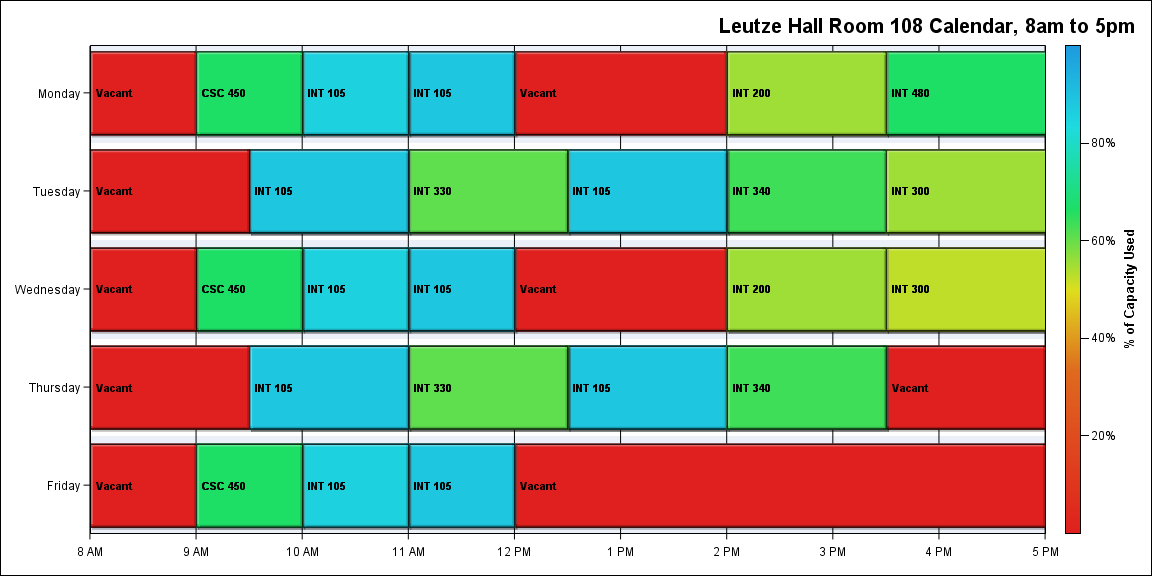 Leutze Hall Room 108 Calendar, 8am to 5pm
Monday
Vacant
CSC 450
INT 105
INT 105
Vacant
INT 200
INT 480
Tuesday
Vacant
INT 105
INT 330
INT 105
INT 340
INT 300
Wednesday
Vacant
CSC 450
INT 105
INT 105
Vacant
INT 200
INT 300
Thursday
Vacant
INT 105
INT 330
INT 105
INT 340
Vacant
Friday
Vacant
CSC 450
INT 105
INT 105
Vacant
8 AM
9 AM
10 AM
11 AM
12 PM
1 PM
2 PM
3 PM
4 PM
5 PM
80%
60%
40%
20%
% of Capacity Used